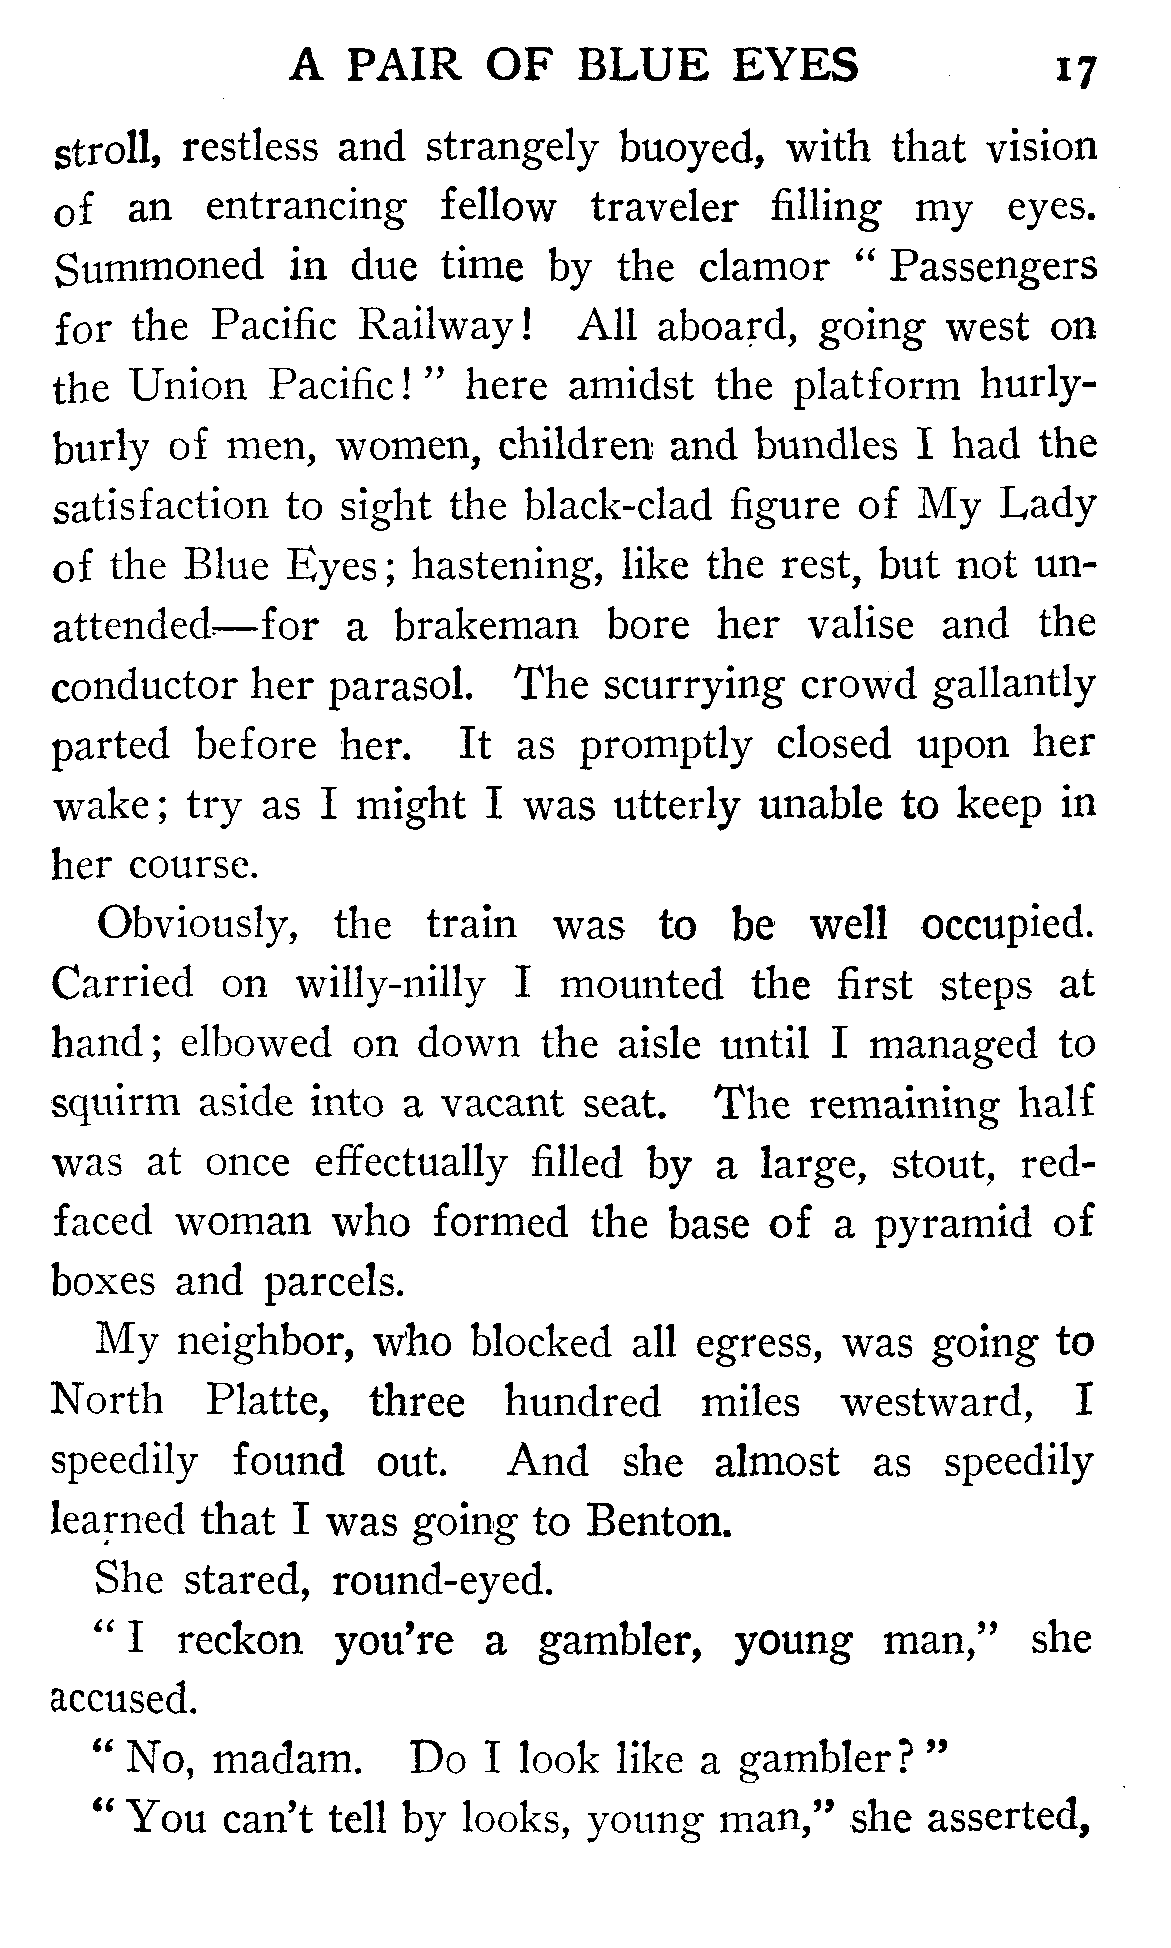 A PAIR OF BLUE EYES 17
stroll, restless and strangely buoyed, with that vision
of an entrancing fellow traveler filling my eyes.
Summoned in due time by the clamor “ Passengers
for the Pacific Railway! All aboard, going west on
the Union Pacific! ” here amidst the platform hurly-
burly of men, women, children and bundles I had the
satisfaction to sight the black-clad figure of My Lady
of the Blue Eyes; hastening, like the rest, but not un-
attended—for a brakeman bore her valise and the
conductor her parasol. The scurrying crowd gallantly
parted before her. It as promptly closed upon her
wake; try as I might I was utterly unable to keep in
her course.
Obviously, the train was to be well occupied.
Carried on willy-nilly I mounted the first steps at
hand; elbowed on down the aisle until I managed to
squirm aside into a vacant seat. The remaining half
was at once effectually filled by a large, stout, red-
faced woman who formed the base of a pyramid of
boxes and parcels.
My neighbor, who blocked all egress, was going to
North Platte, three hundred miles westward, I
speedily found out. And she almost as speedily
learned that I was going to Benton.
She stared, round-eyed.
“ I reckon you’re a gambler, young man,” she
accused.
“ No, madam. Do I look like a gambler? ”
“ You can’t tell by looks, young man,” she asserted,